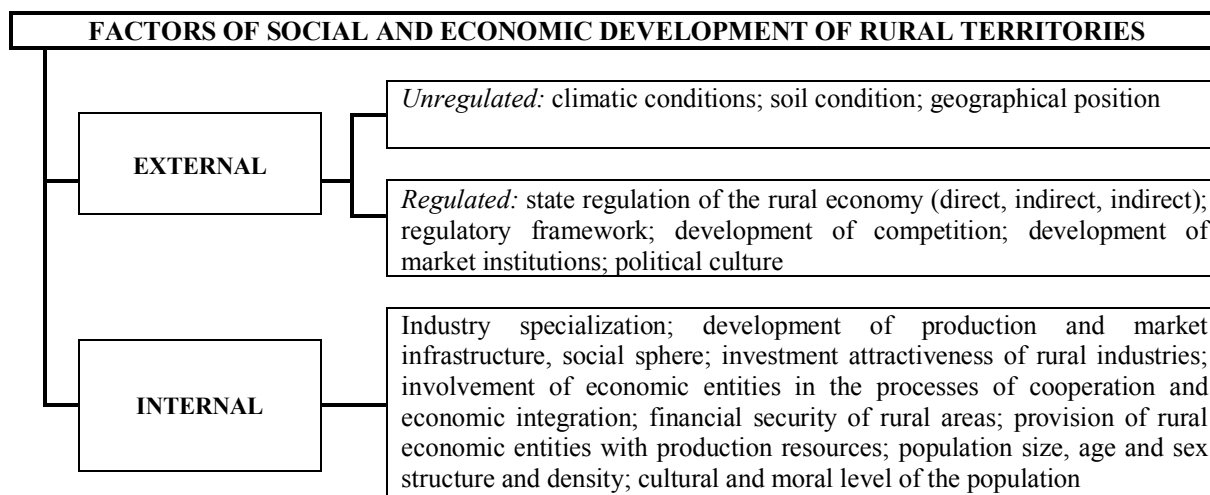 FACTORS OF SOCIAL AND ECONOMIC DEVELOPMENT OF RURAL TERRITORIES
EXTERNAL
Unregulated: climatic conditions; soil condition; geographical position
Regulated: state regulation of the rural economy (direct, indirect, indirect);
regulatory framework; development of competition; development of
market institutions; political culture
INTERNAL
Industry specialization; development of production and market
infrastructure, social sphere; investment attractiveness of rural industries;
involvement of economic entities in the processes of cooperation and
economic integration; financial security of rural areas; provision of rural
economic entities with production resources; population size, age and sex
structure and density; cultural and moral level of the population